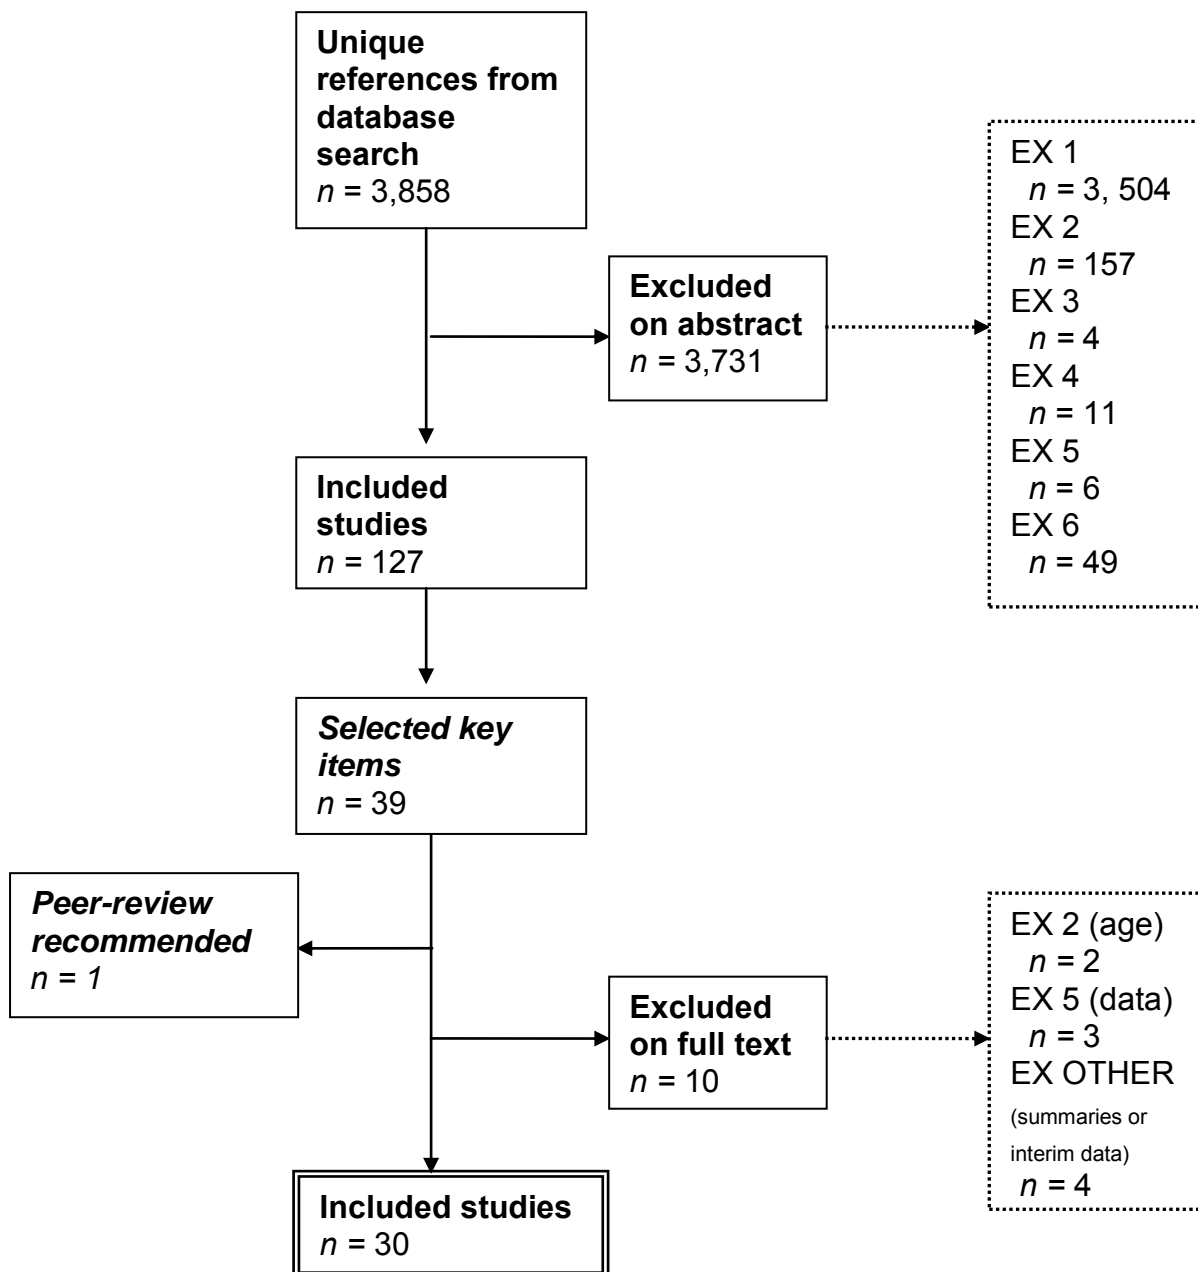 Unique
references from
database
search
n = 3,858
EX 1
n = 3, 504
EX 2
n = 157
EX 3
n = 4
EX 4
n = 11
EX 5
n = 6
EX 6
n = 49
Excluded
on abstract
n = 3,731
Included
studies
n = 127
Selected key
items
n = 39
Peer-review
recommended
n = 1
Excluded
on full text
n = 10
EX 2 (age)
n = 2
EX 5 (data)
n = 3
EX OTHER
(summaries or
interim data)
n = 4
Included studies
n = 30